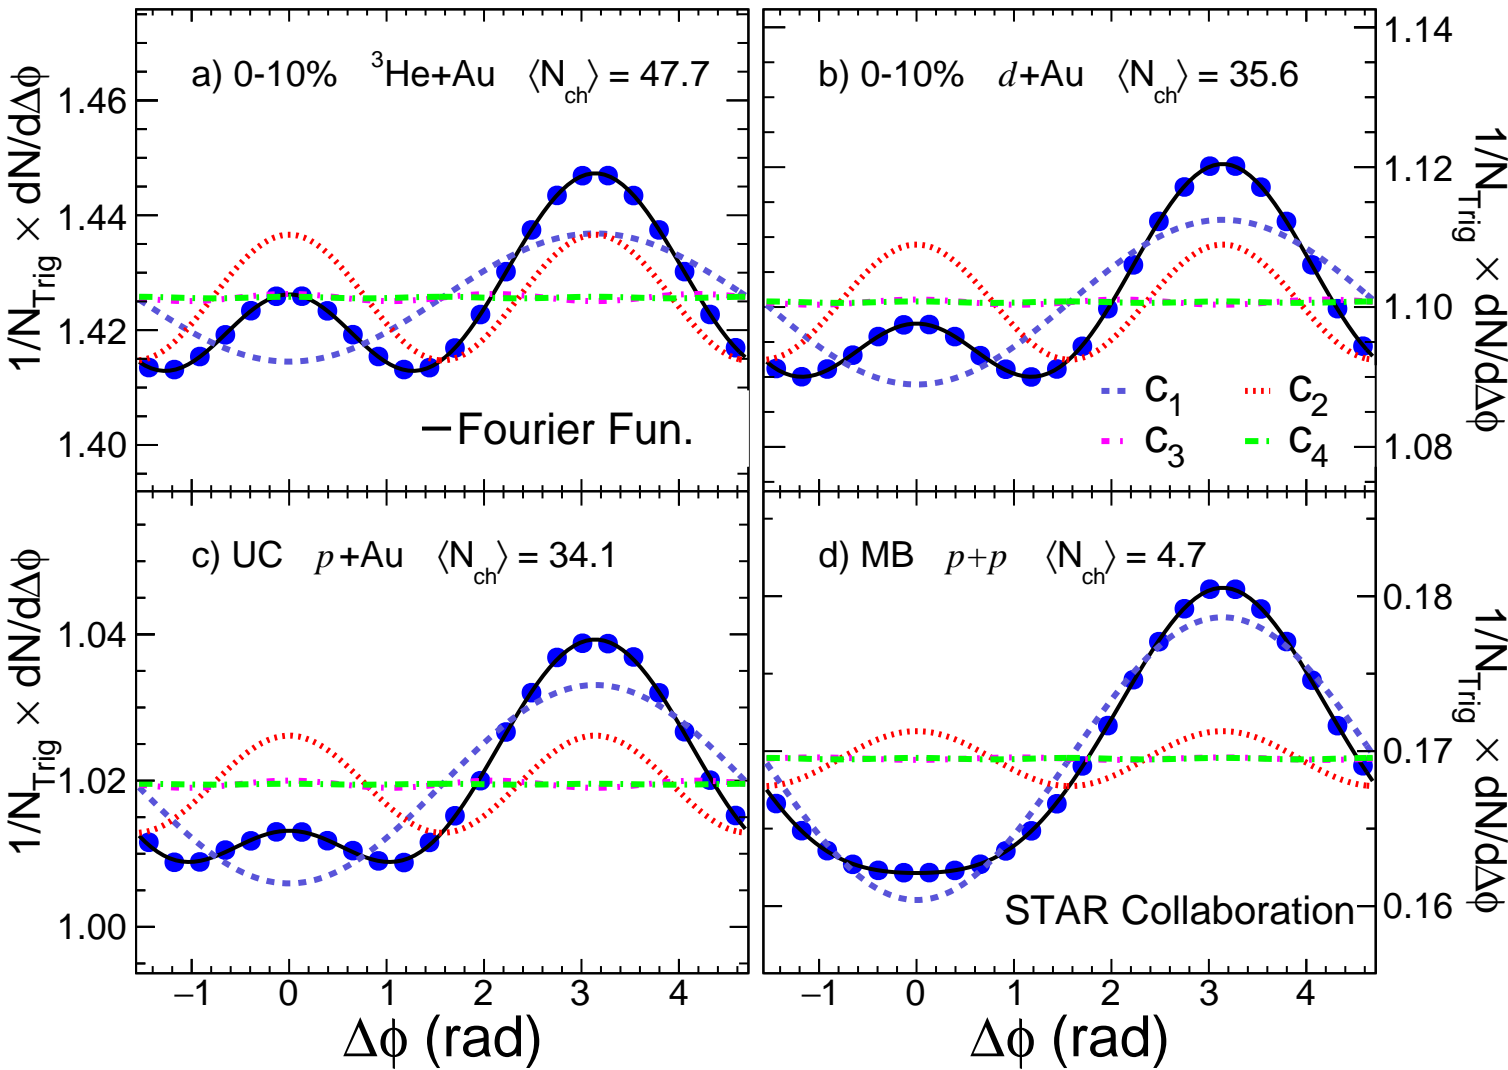 a) 0-10% ³He+Au ⟨N_ch⟩ = 47.7
1/N_Trig × dN/dΔϕ
1.46
1.44
1.42
1.40
–Fourier Fun.
b) 0-10% d+Au ⟨N_ch⟩ = 35.6
1.14
1.12
1.10
1.08
1/N_Trig × dN/dΔϕ
c₁ c₂
c₃ c₄
c) UC p+Au ⟨N_ch⟩ = 34.1
1/N_Trig × dN/dΔϕ
1.04
1.02
1.00
−1 0 1 2 3 4
Δϕ (rad)
d) MB p+p ⟨N_ch⟩ = 4.7
0.18
0.17
0.16
1/N_Trig × dN/dΔϕ
STAR Collaboration
−1 0 1 2 3 4
Δϕ (rad)